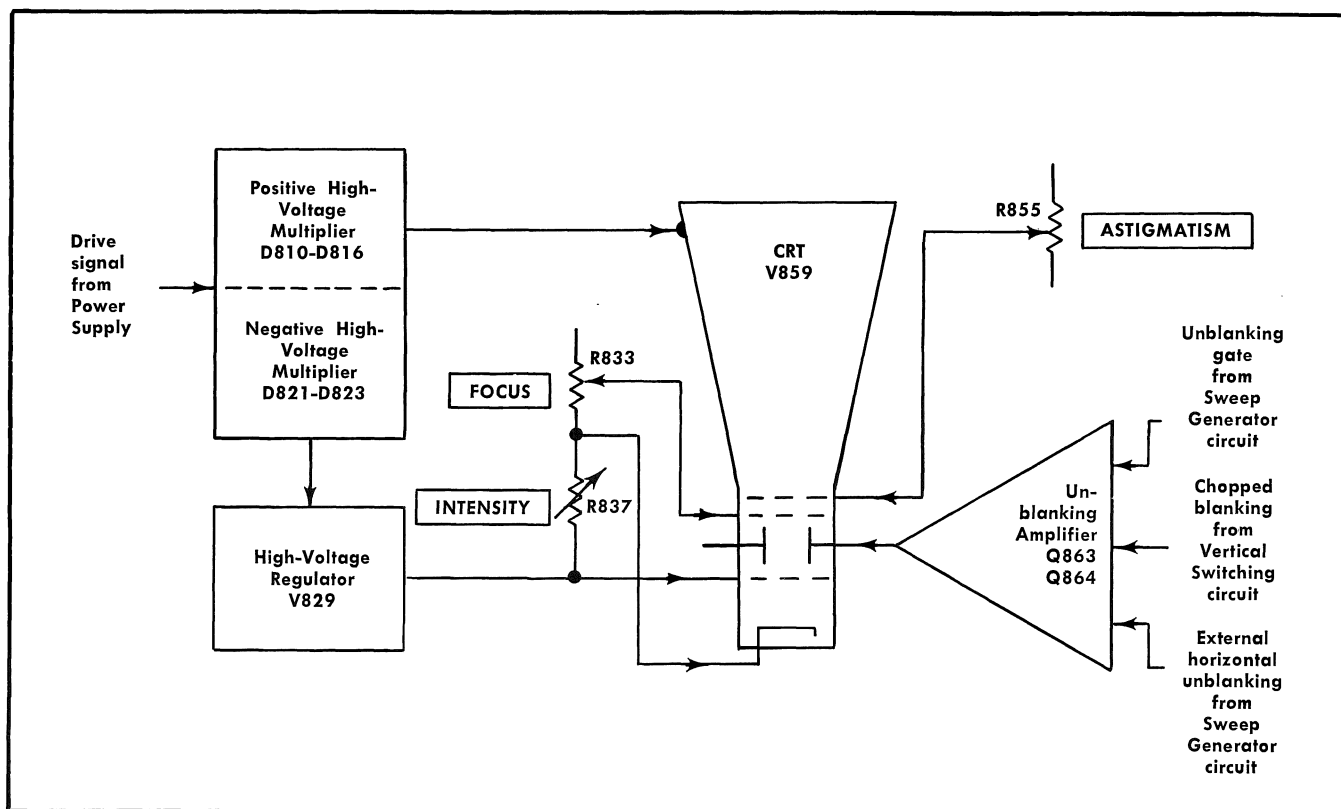 Drive
signal
from
Power
Supply
Positive High-
Voltage
Multiplier
D810-D816
Negative High-
Voltage
Multiplier
D821-D823
High-Voltage
Regulator
V829
FOCUS
R833
INTENSITY
R837
CRT
V859
R855
ASTIGMATISM
Un-
blanking
Amplifier
Q863
Q864
Unblanking
gate
from
Sweep
Generator
circuit
Chopped
blanking
from
Vertical
Switching
circuit
External
horizontal
unblanking
from
Sweep
Generator
circuit